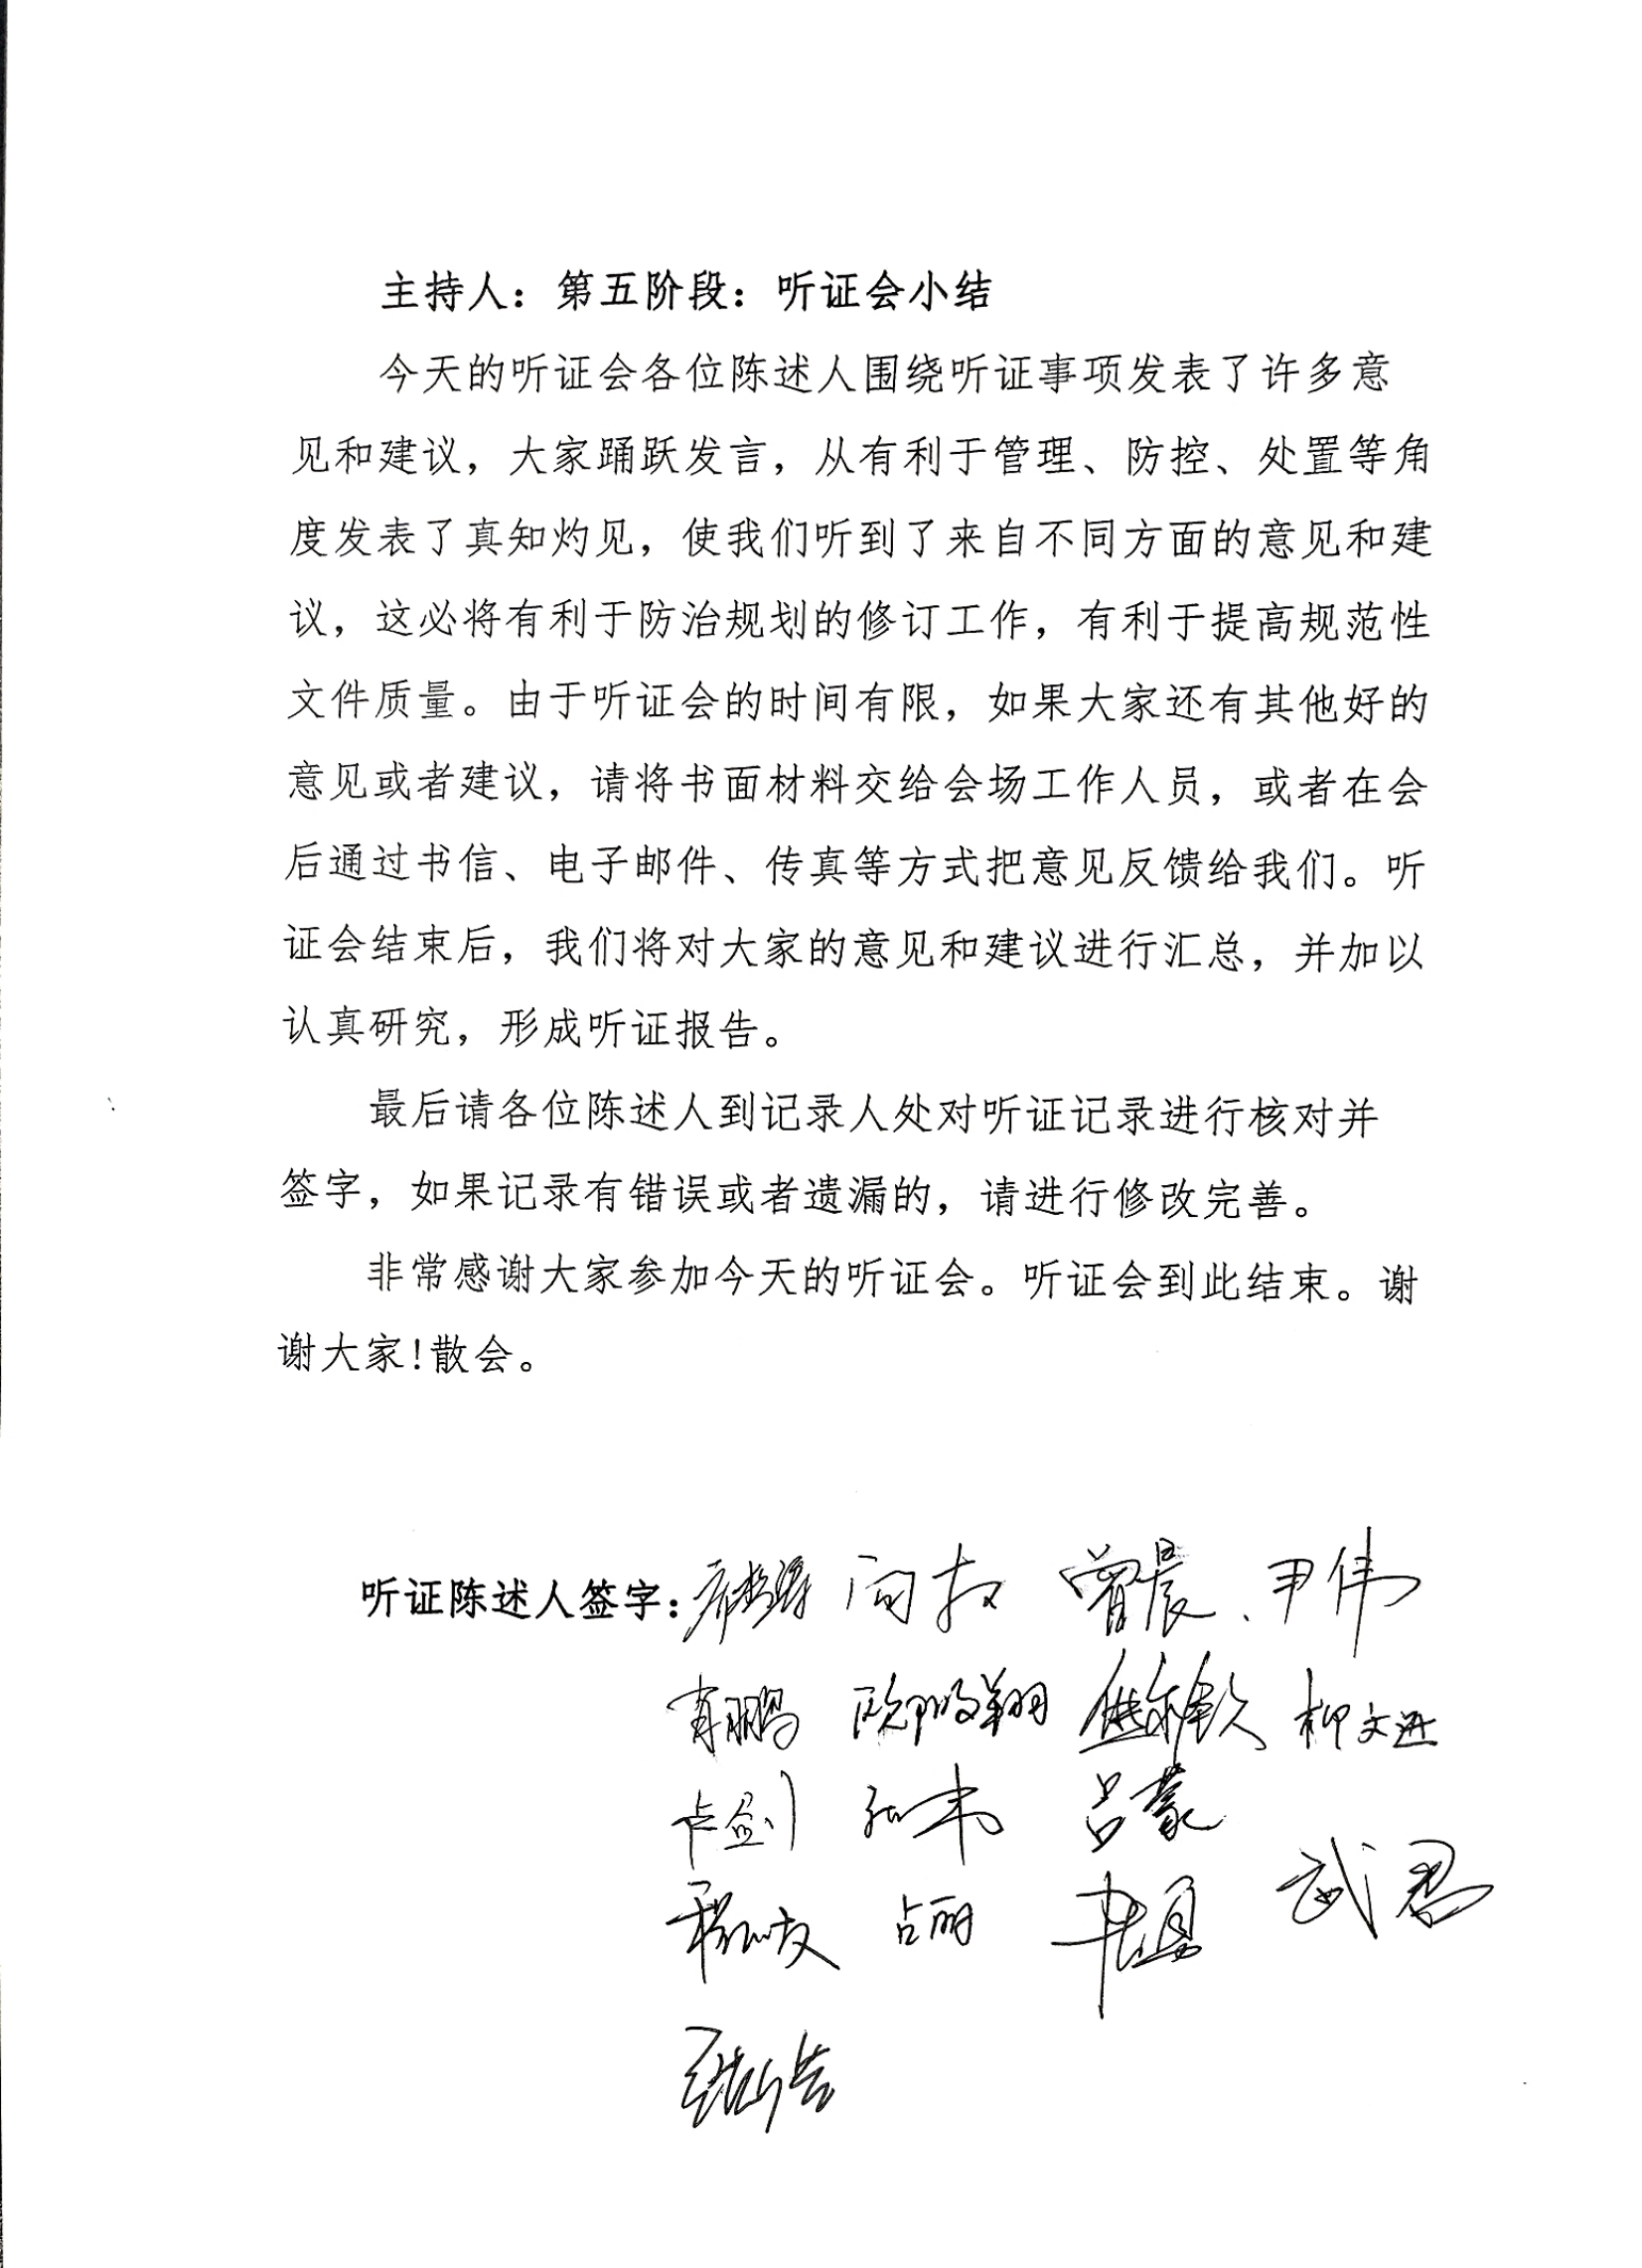 主持人：第五阶段：听证会小结
今天的听证会各位陈述人围绕听证事项发表了许多意
见和建议，大家踊跃发言，从有利于管理、防控、处置等角
度发表了真知灼见，使我们听到了来自不同方面的意见和建
议，这必将有利于防治规划的修订工作，有利于提高规范性
文件质量。由于听证会的时间有限，如果大家还有其他好的
意见或者建议，请将书面材料交给会场工作人员，或者在会
后通过书信、电子邮件、传真等方式把意见反馈给我们。听
证会结束后，我们将对大家的意见和建议进行汇总，并加以
认真研究，形成听证报告。
最后请各位陈述人到记录人处对听证记录进行核对并
签字，如果记录有错误或者遗漏的，请进行修改完善。
非常感谢大家参加今天的听证会。听证会到此结束。谢
谢大家!散会。
听证陈述人签字： 曾晨、尹伟
肖鹏 柳文进
卢剑 吕蒙
占丽 武君